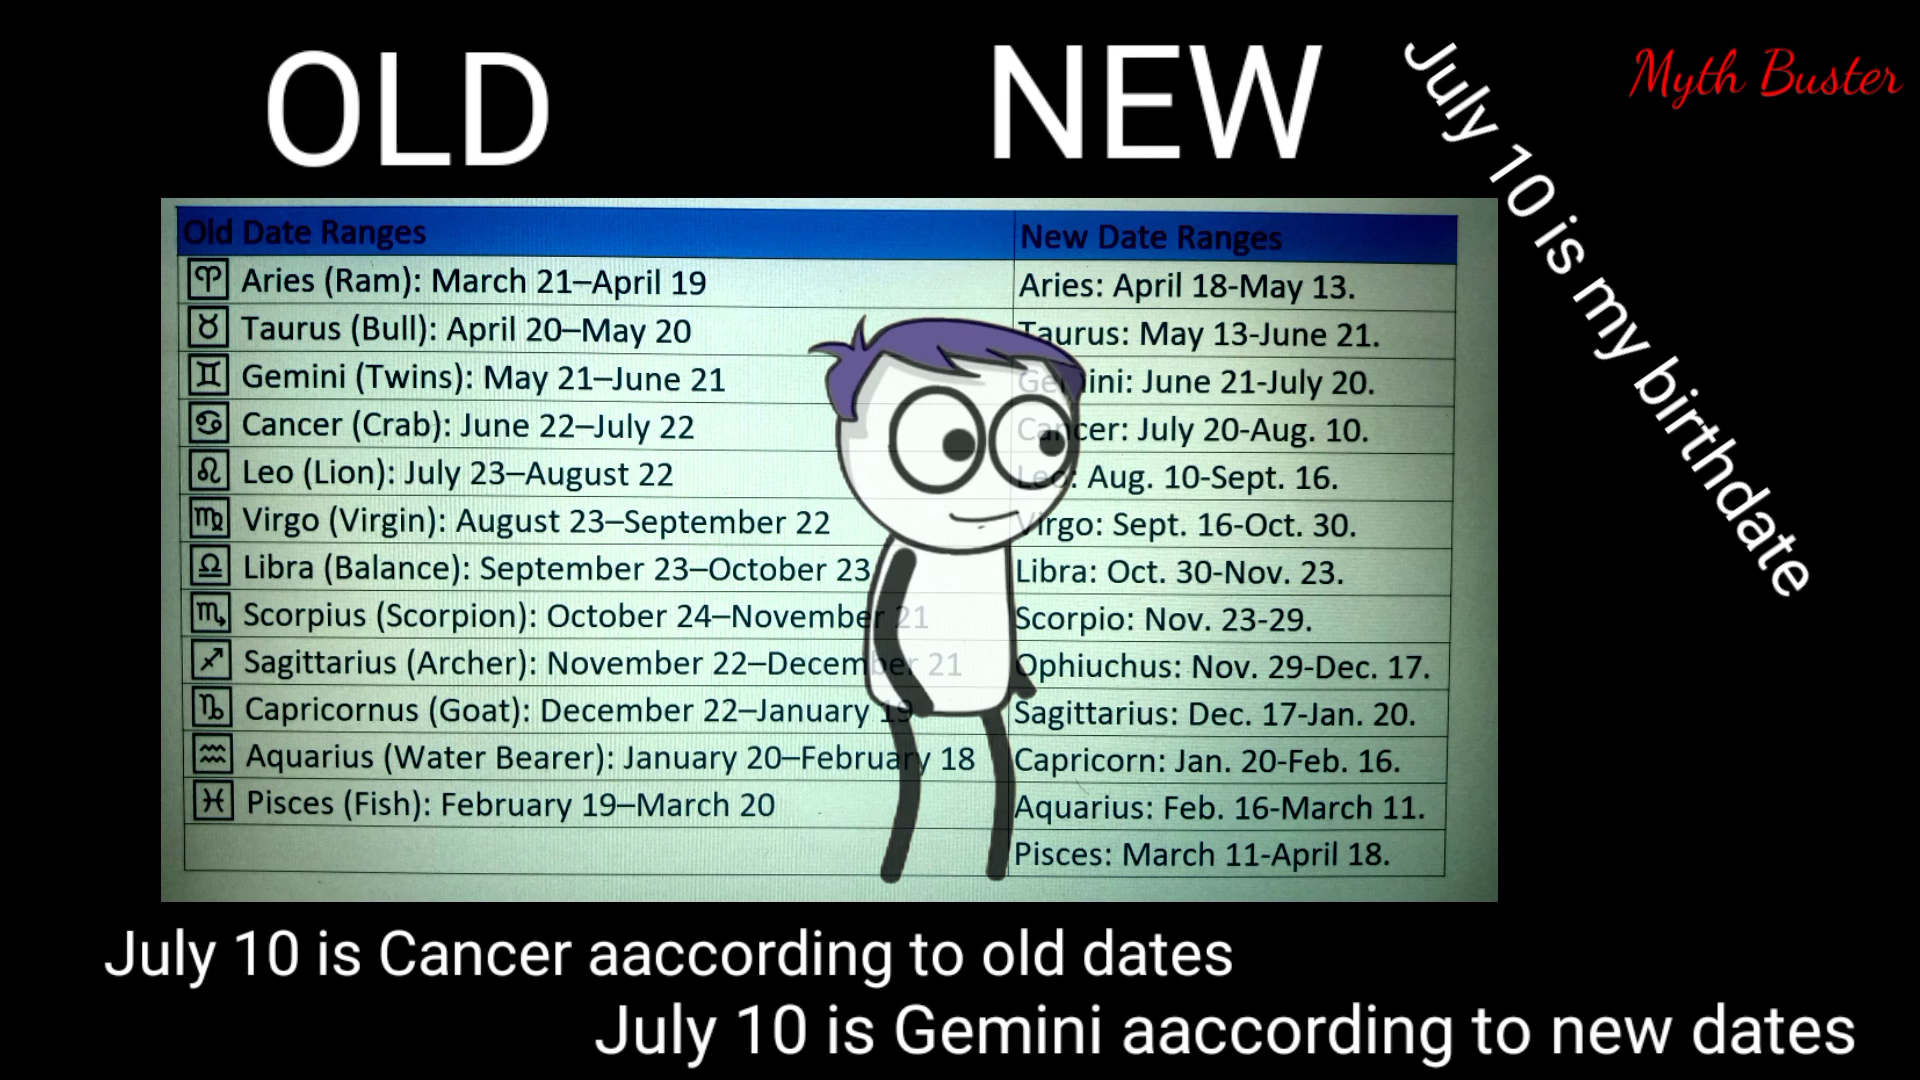 OLD
NEW
Myth Buster
July 10 is my birthdate
Old Date Ranges
New Date Ranges
Aries (Ram): March 21–April 19
Aries: April 18-May 13.
Taurus (Bull): April 20–May 20
Taurus: May 13-June 21.
Gemini (Twins): May 21–June 21
Gemini: June 21-July 20.
Cancer (Crab): June 22–July 22
Cancer: July 20-Aug. 10.
Leo (Lion): July 23–August 22
Leo: Aug. 10-Sept. 16.
Virgo (Virgin): August 23–September 22
Virgo: Sept. 16-Oct. 30.
Libra (Balance): September 23–October 23
Libra: Oct. 30-Nov. 23.
Scorpius (Scorpion): October 24–November 21
Scorpio: Nov. 23-29.
Sagittarius (Archer): November 22–December 21
Ophiuchus: Nov. 29-Dec. 17.
Capricornus (Goat): December 22–January 19
Sagittarius: Dec. 17-Jan. 20.
Aquarius (Water Bearer): January 20–February 18
Capricorn: Jan. 20-Feb. 16.
Pisces (Fish): February 19–March 20
Aquarius: Feb. 16-March 11.
Pisces: March 11-April 18.
July 10 is Cancer aaccording to old dates
July 10 is Gemini aaccording to new dates